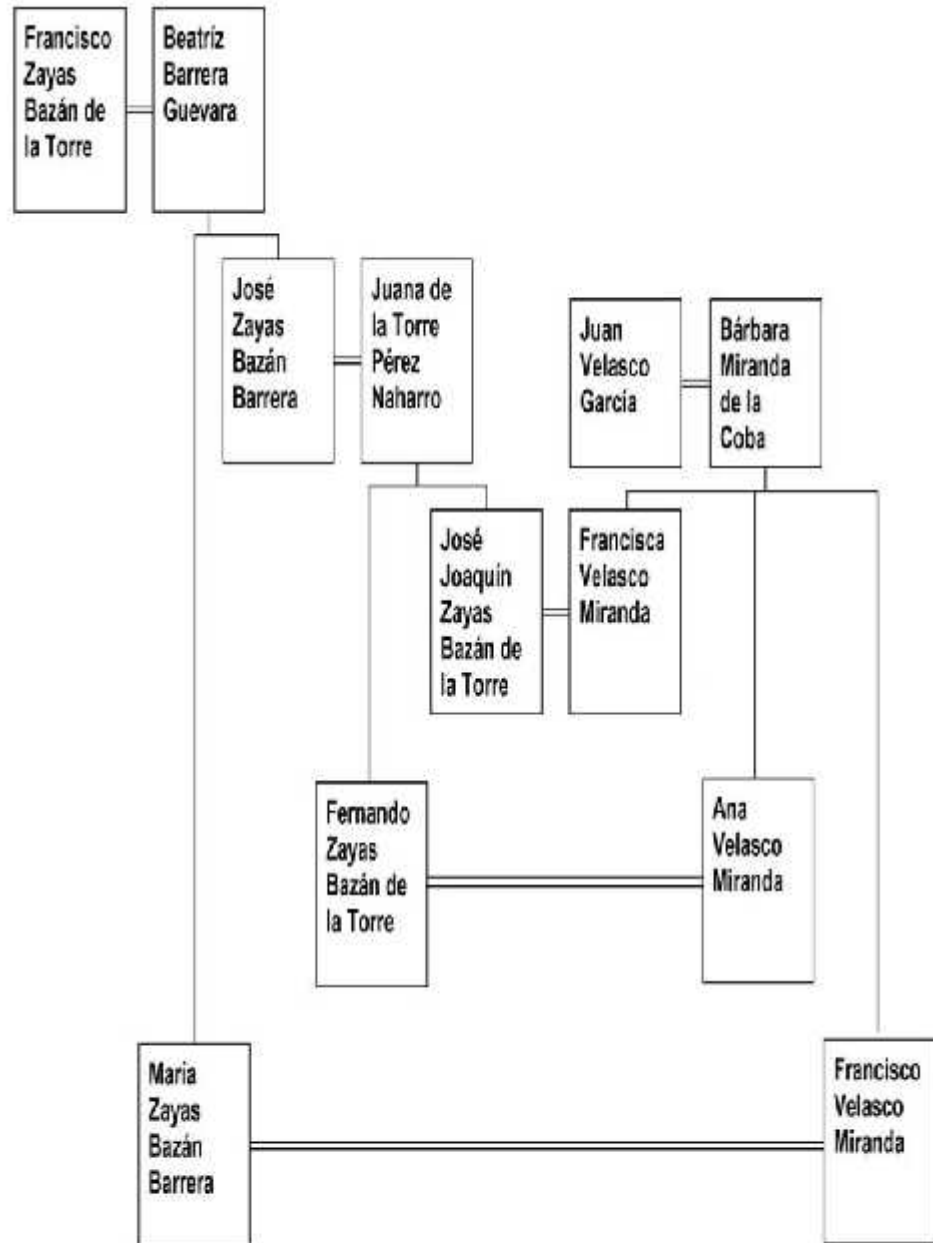 Francisco
Zayas
Bazán de
la Torre
Beatríz
Barrera
Guevara
José
Zayas
Bazán
Barrera
Juana de
la Torre
Pérez
Naharro
Juan
Velasco
García
Bárbara
Miranda
de la
Coba
José
Joaquín
Zayas
Bazán de
la Torre
Francisca
Velasco
Miranda
Fernando
Zayas
Bazán de
la Torre
Ana
Velasco
Miranda
Maria
Zayas
Bazán
Barrera
Francisco
Velasco
Miranda